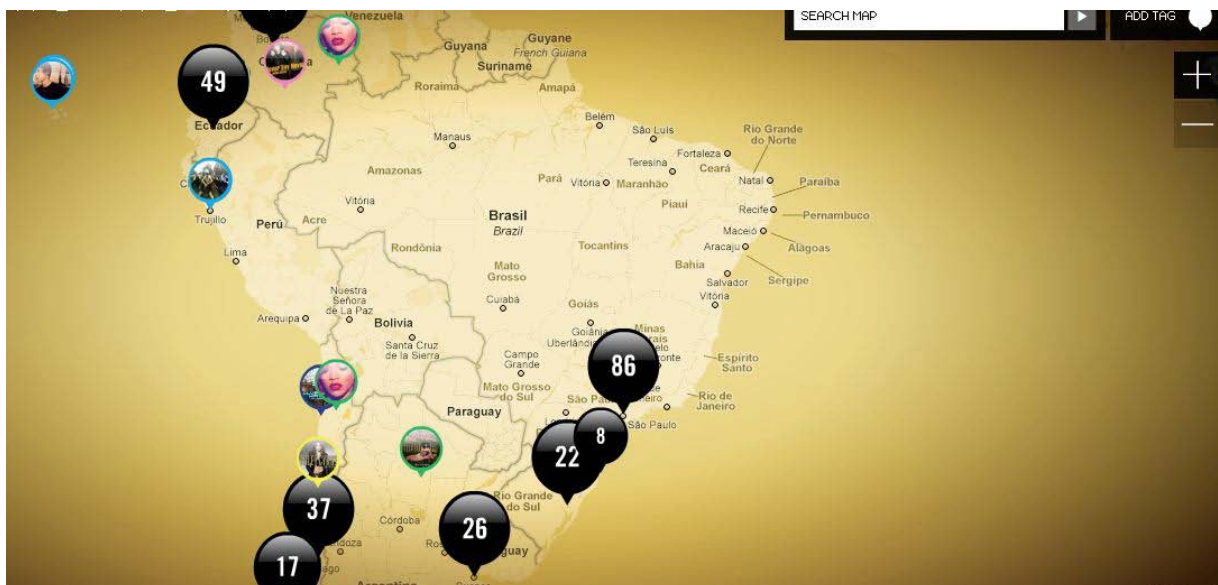 SEARCH MAP
ADD TAG
Venezuela
Guyana
Guyane
French Guiana
Suriname
49
Roraima
Amapá
Ecuador
Belém
São Luis
Rio Grande
do Norte
Manaus
Fortaleza
Teresina
Ceará
Amazonas
Pará
Vitória
Maranhão
Natal
Paraíba
Piauí
Vitória
Trujillo
Perú
Acre
Brasil
Brazil
Recife
Pernambuco
Maceió
Lima
Rondônia
Tocantins
Aracaju
Alagoas
Mato
Grosso
Bahia
Salvador
Sergipe
Nuestra
Señora
de La Paz
Cuiabá
Goiás
Vitória
Arequipa
Bolivia
Goiânia
Minas
Uberlândia
Santa Cruz
de la Sierra
Campo
Grande
86
Espírito
Santo
Mato Grosso
do Sul
São Paulo
Rio de
Janeiro
Paraguay
São Paulo
8
22
37
Rio Grande
do Sul
Córdoba
26
17
Argentina